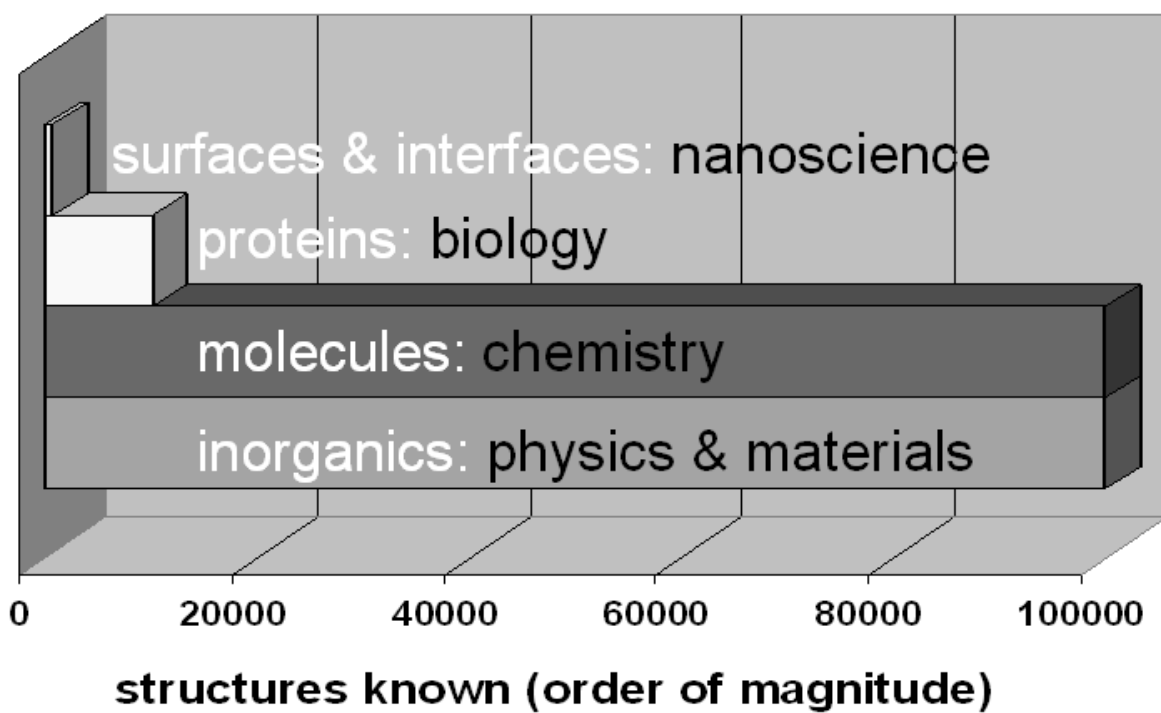 surfaces & interfaces: nanoscience
proteins: biology
molecules: chemistry
inorganics: physics & materials
0 20000 40000 60000 80000 100000
structures known (order of magnitude)